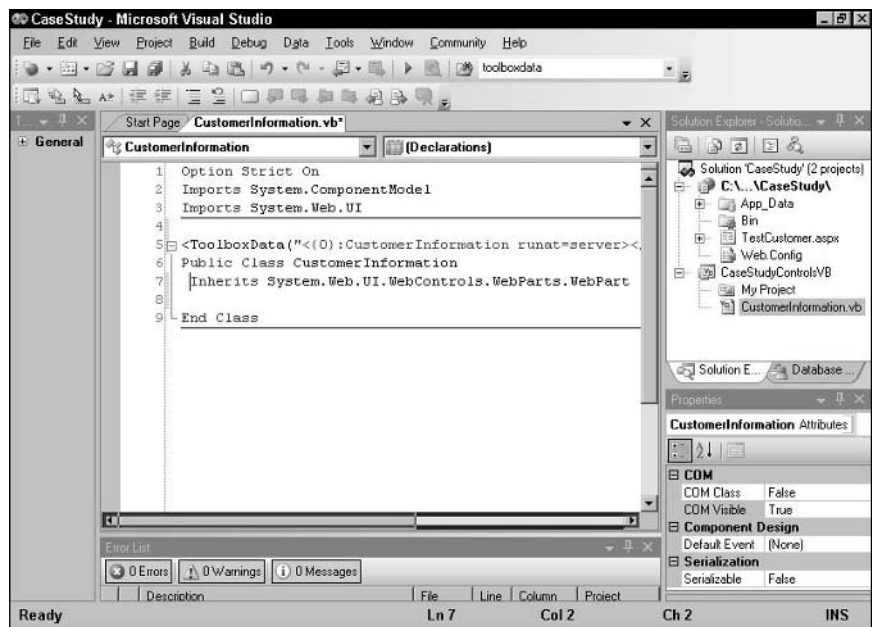 CaseStudy - Microsoft Visual Studio
File Edit View Project Build Debug Data Tools Window Community Help
toolboxdata
T...
General
Start Page CustomerInformation.vb*
CustomerInformation (Declarations)
1 Option Strict On
2 Imports System.ComponentModel
3 Imports System.Web.UI
4
5 <ToolboxData("<{0}:CustomerInformation runat=server><
6 Public Class CustomerInformation
7 Inherits System.Web.UI.WebControls.WebParts.WebPart
8
9 End Class
Error List
0 Errors 0 Warnings 0 Messages
Description File Line Column Project
Solution Explorer - Solutio...
Solution 'CaseStudy' (2 projects)
C:\...\CaseStudy\
App_Data
Bin
TestCustomer.aspx
Web.Config
CaseStudyControlsVB
My Project
CustomerInformation.vb
Solution E... Database ...
Properties
CustomerInformation Attributes
COM
COM Class False
COM Visible True
Component Design
Default Event (None)
Serialization
Serializable False
Ready Ln 7 Col 2 Ch 2 INS